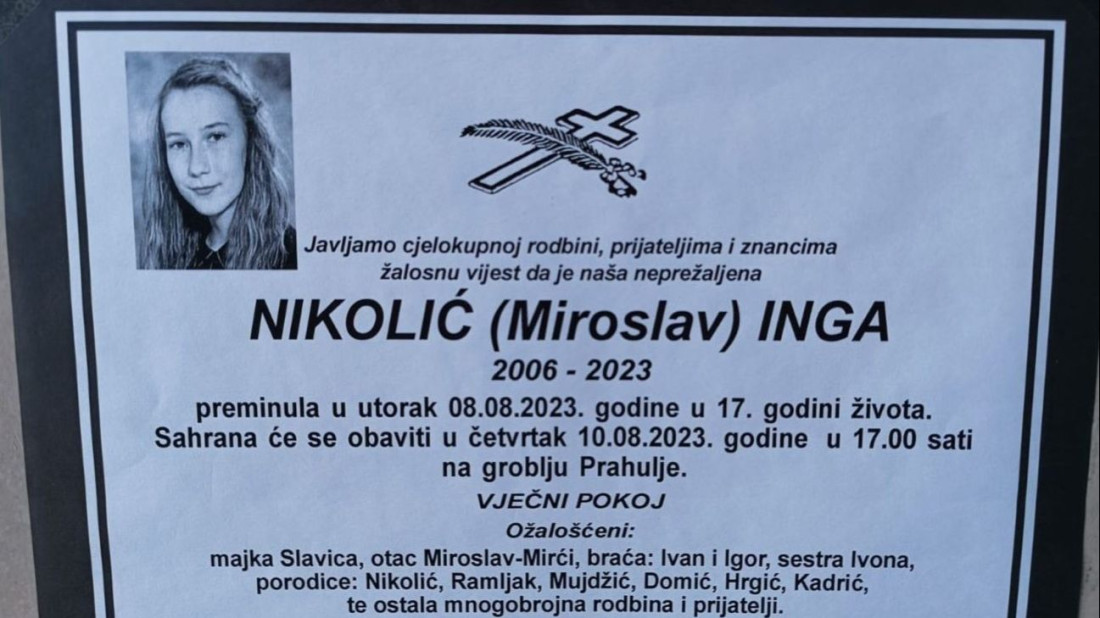 Javljamo cjelokupnoj rodbini, prijateljima i znancima
žalosnu vijest da je naša neprežaljena
NIKOLIĆ (Miroslav) INGA
2006 - 2023
preminula u utorak 08.08.2023. godine u 17. godini života.
Sahrana će se obaviti u četvrtak 10.08.2023. godine u 17.00 sati
na groblju Prahulje.
VJEČNI POKOJ
Ožalošćeni:
majka Slavica, otac Miroslav-Mirći, braća: Ivan i Igor, sestra Ivona,
porodice: Nikolić, Ramljak, Mujdžić, Domić, Hrgić, Kadrić,
te ostala mnogobrojna rodbina i prijatelji.